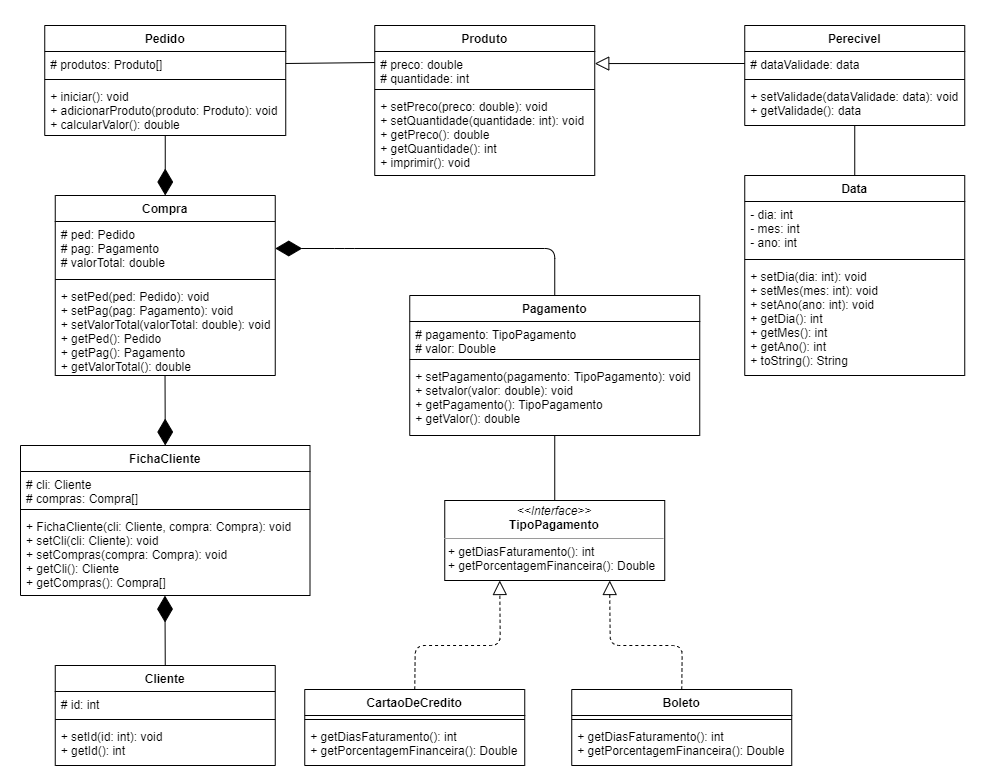 Pedido
# produtos: Produto[]
+ iniciar(): void
+ adicionarProduto(produto: Produto): void
+ calcularValor(): double
Produto
# preco: double
# quantidade: int
+ setPreco(preco: double): void
+ setQuantidade(quantidade: int): void
+ getPreco(): double
+ getQuantidade(): int
+ imprimir(): void
Perecivel
# dataValidade: data
+ setValidade(dataValidade: data): void
+ getValidade(): data
Compra
# ped: Pedido
# pag: Pagamento
# valorTotal: double
+ setPed(ped: Pedido): void
+ setPag(pag: Pagamento): void
+ setValorTotal(valorTotal: double): void
+ getPed(): Pedido
+ getPag(): Pagamento
+ getValorTotal(): double
Data
- dia: int
- mes: int
- ano: int
+ setDia(dia: int): void
+ setMes(mes: int): void
+ setAno(ano: int): void
+ getDia(): int
+ getMes(): int
+ getAno(): int
+ toString(): String
Pagamento
# pagamento: TipoPagamento
# valor: Double
+ setPagamento(pagamento: TipoPagamento): void
+ setvalor(valor: double): void
+ getPagamento(): TipoPagamento
+ getValor(): double
FichaCliente
# cli: Cliente
# compras: Compra[]
+ FichaCliente(cli: Cliente, compra: Compra): void
+ setCli(cli: Cliente): void
+ setCompras(compra: Compra): void
+ getCli(): Cliente
+ getCompras(): Compra[]
<<Interface>>
TipoPagamento
+ getDiasFaturamento(): int
+ getPorcentagemFinanceira(): Double
Cliente
# id: int
+ setId(id: int): void
+ getId(): int
CartaoDeCredito
+ getDiasFaturamento(): int
+ getPorcentagemFinanceira(): Double
Boleto
+ getDiasFaturamento(): int
+ getPorcentagemFinanceira(): Double